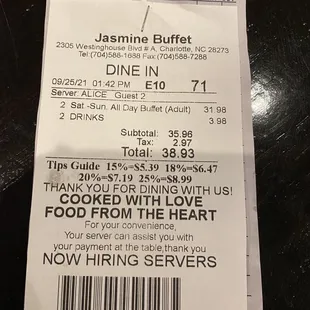 Jasmine Buffet
2305 Westinghouse Blvd # A, Charlotte, NC 28273
Tel:(704)588-1688 Fax:(704)588-7288
DINE IN
09/25/21 01:42 PM E10 71
Server: ALICE Guest 2
2 Sat.-Sun. All Day Buffet (Adult) 31.98
2 DRINKS 3.98
Subtotal: 35.96
Tax: 2.97
Total: 38.93
Tips Guide 15%=$5.39 18%=$6.47
20%=$7.19 25%=$8.99
THANK YOU FOR DINING WITH US!
COOKED WITH LOVE
FOOD FROM THE HEART
For your convenience,
Your server can assist you with
your payment at the table,thank you
NOW HIRING SERVERS